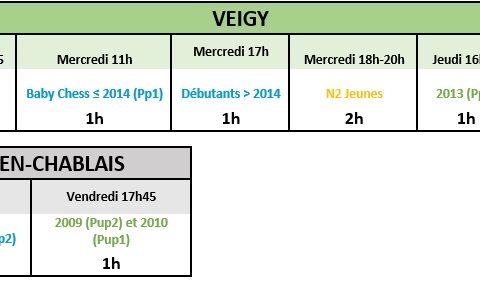 VEIGY
5 Mercredi 11h Mercredi 17h Mercredi 18h-20h Jeudi 16h
Baby Chess ≤ 2014 (Pp1) Débutants > 2014 N2 Jeunes 2013 (Pp
1h 1h 2h 1h
EN-CHABLAIS
Vendredi 17h45
p2) 2009 (Pup2) et 2010
(Pup1)
1h